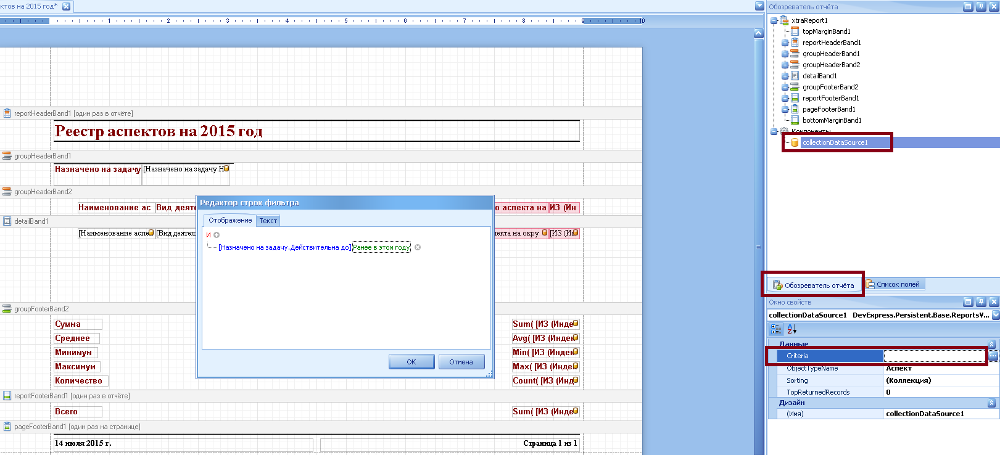 ктов на 2015 год*
1 2 3 4 5 6 7 8 9 10
reportHeaderBand1 [один раз в отчёте]
Реестр аспектов на 2015 год
groupHeaderBand1
Назначено на задачу [Назначено на задачу.Н
groupHeaderBand2
Наименование ас Вид деяте о аспекта на ИЗ (Ин
detailBand1
[Наименование аспе [Вид деятел пекта на окру [ИЗ (Ин
Редактор строк фильтра
Отображение Текст
И
[Назначено на задачу.Действительна до] Ранее в этом году
ОК Отмена
groupFooterBand2
Сумма Sum( [ИЗ (Инде
Среднее Avg( [ИЗ (Индек
Минимум Min( [ИЗ (Индек
Максимум Max( [ИЗ (Инде
Количество Count( [ИЗ (Инд
reportFooterBand1 [один раз в отчёте]
Всего Sum( [ИЗ (Инде
pageFooterBand1 [один раз на странице]
14 июля 2015 г. Страница 1 из 1
Обозреватель отчёта
xtraReport1
topMarginBand1
reportHeaderBand1
groupHeaderBand1
groupHeaderBand2
detailBand1
groupFooterBand2
reportFooterBand1
pageFooterBand1
bottomMarginBand1
Компоненты
collectionDataSource1
Обозреватель отчёта Список полей
Окно свойств
collectionDataSource1 DevExpress.Persistent.Base.ReportsV...
Данные
Criteria
ObjectTypeName Аспект
Sorting (Коллекция)
TopReturnedRecords 0
Дизайн
(Имя) collectionDataSource1